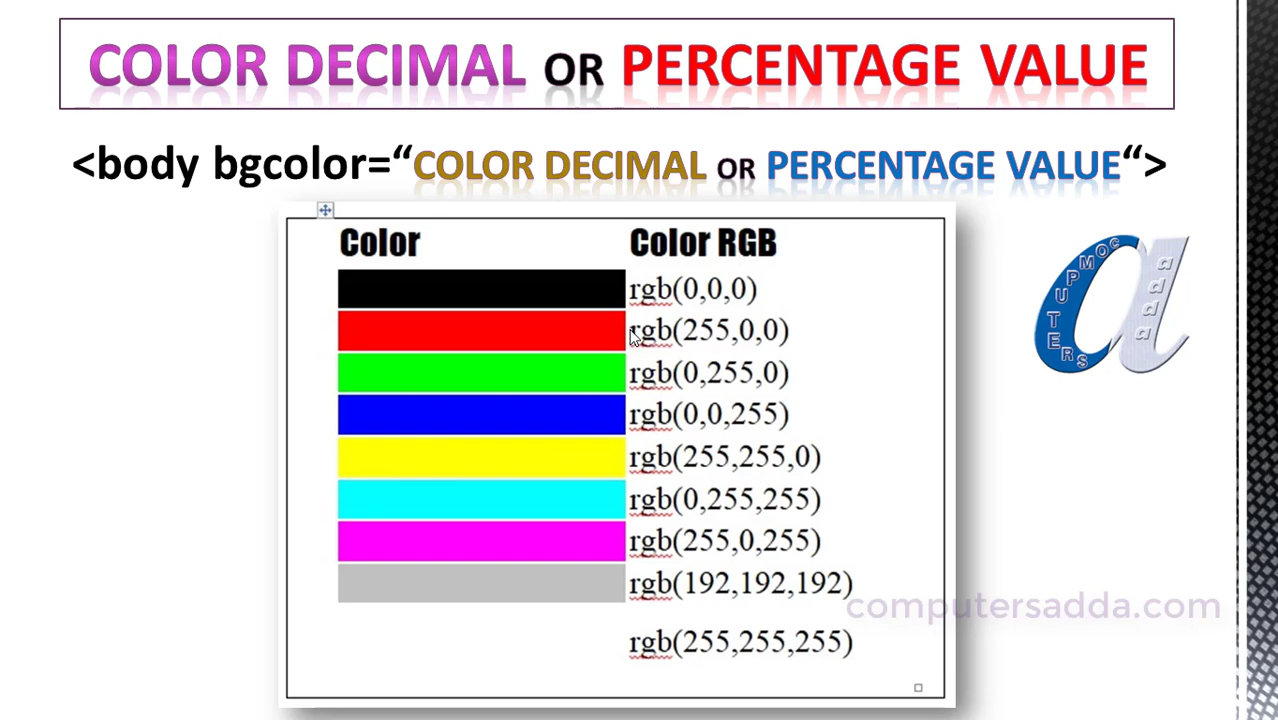 COLOR DECIMAL OR PERCENTAGE VALUE
<body bgcolor=“COLOR DECIMAL OR PERCENTAGE VALUE“>
Color Color RGB
rgb(0,0,0)
rgb(255,0,0)
rgb(0,255,0)
rgb(0,0,255)
rgb(255,255,0)
rgb(0,255,255)
rgb(255,0,255)
rgb(192,192,192)
rgb(255,255,255)
COMPUTERS
adda
computersadda.com